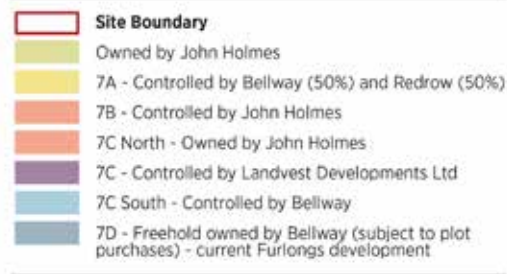 Site Boundary
Owned by John Holmes
7A - Controlled by Bellway (50%) and Redrow (50%)
7B - Controlled by John Holmes
7C North - Owned by John Holmes
7C - Controlled by Landvest Developments Ltd
7C South - Controlled by Bellway
7D - Freehold owned by Bellway (subject to plot
purchases) - current Furlongs development